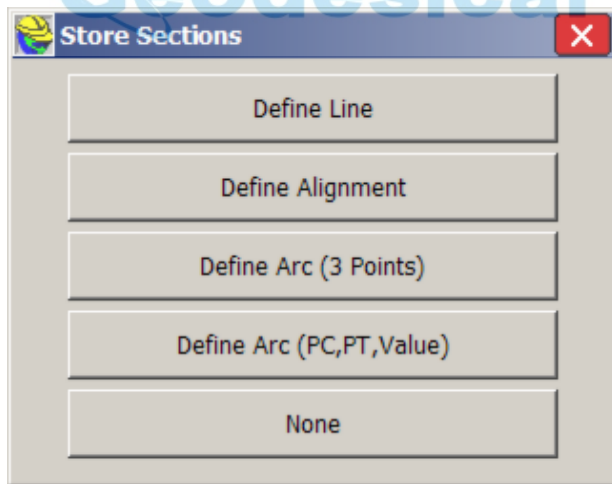 Store Sections
Define Line
Define Alignment
Define Arc (3 Points)
Define Arc (PC,PT,Value)
None